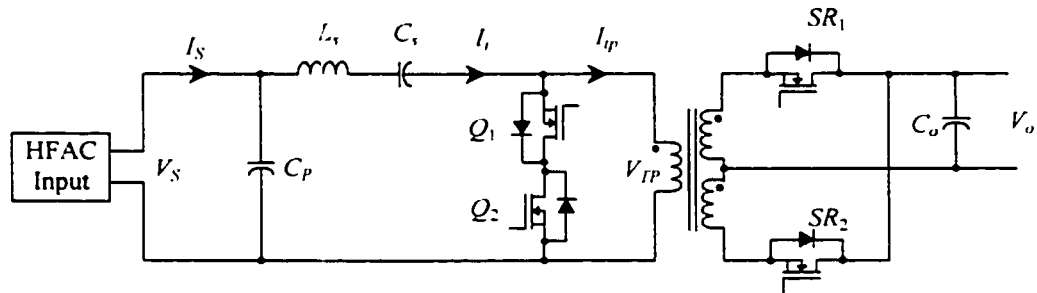 I_S
L_s
C_s
I_t
I_tp
SR_1
HFAC
Input
V_S
C_P
Q_1
Q_2
V_TP
C_o
V_o
SR_2